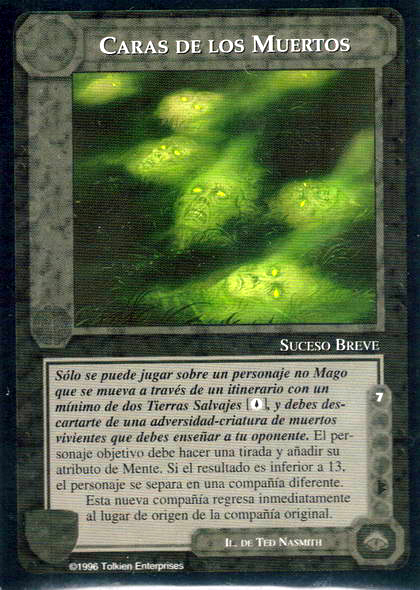 CARAS DE LOS MUERTOS
SUCESO BREVE
Sólo se puede jugar sobre un personaje no Mago
que se mueva a través de un itinerario con un
mínimo de dos Tierras Salvajes [ ], y debes des-
cartarte de una adversidad-criatura de muertos
vivientes que debes enseñar a tu oponente. El per-
sonaje objetivo debe hacer una tirada y añadir su
atributo de Mente. Si el resultado es inferior a 13,
el personaje se separa en una compañía diferente.
Esta nueva compañía regresa inmediatamente
al lugar de origen de la compañía original.
7
IL. DE TED NASMITH
©1996 Tolkien Enterprises